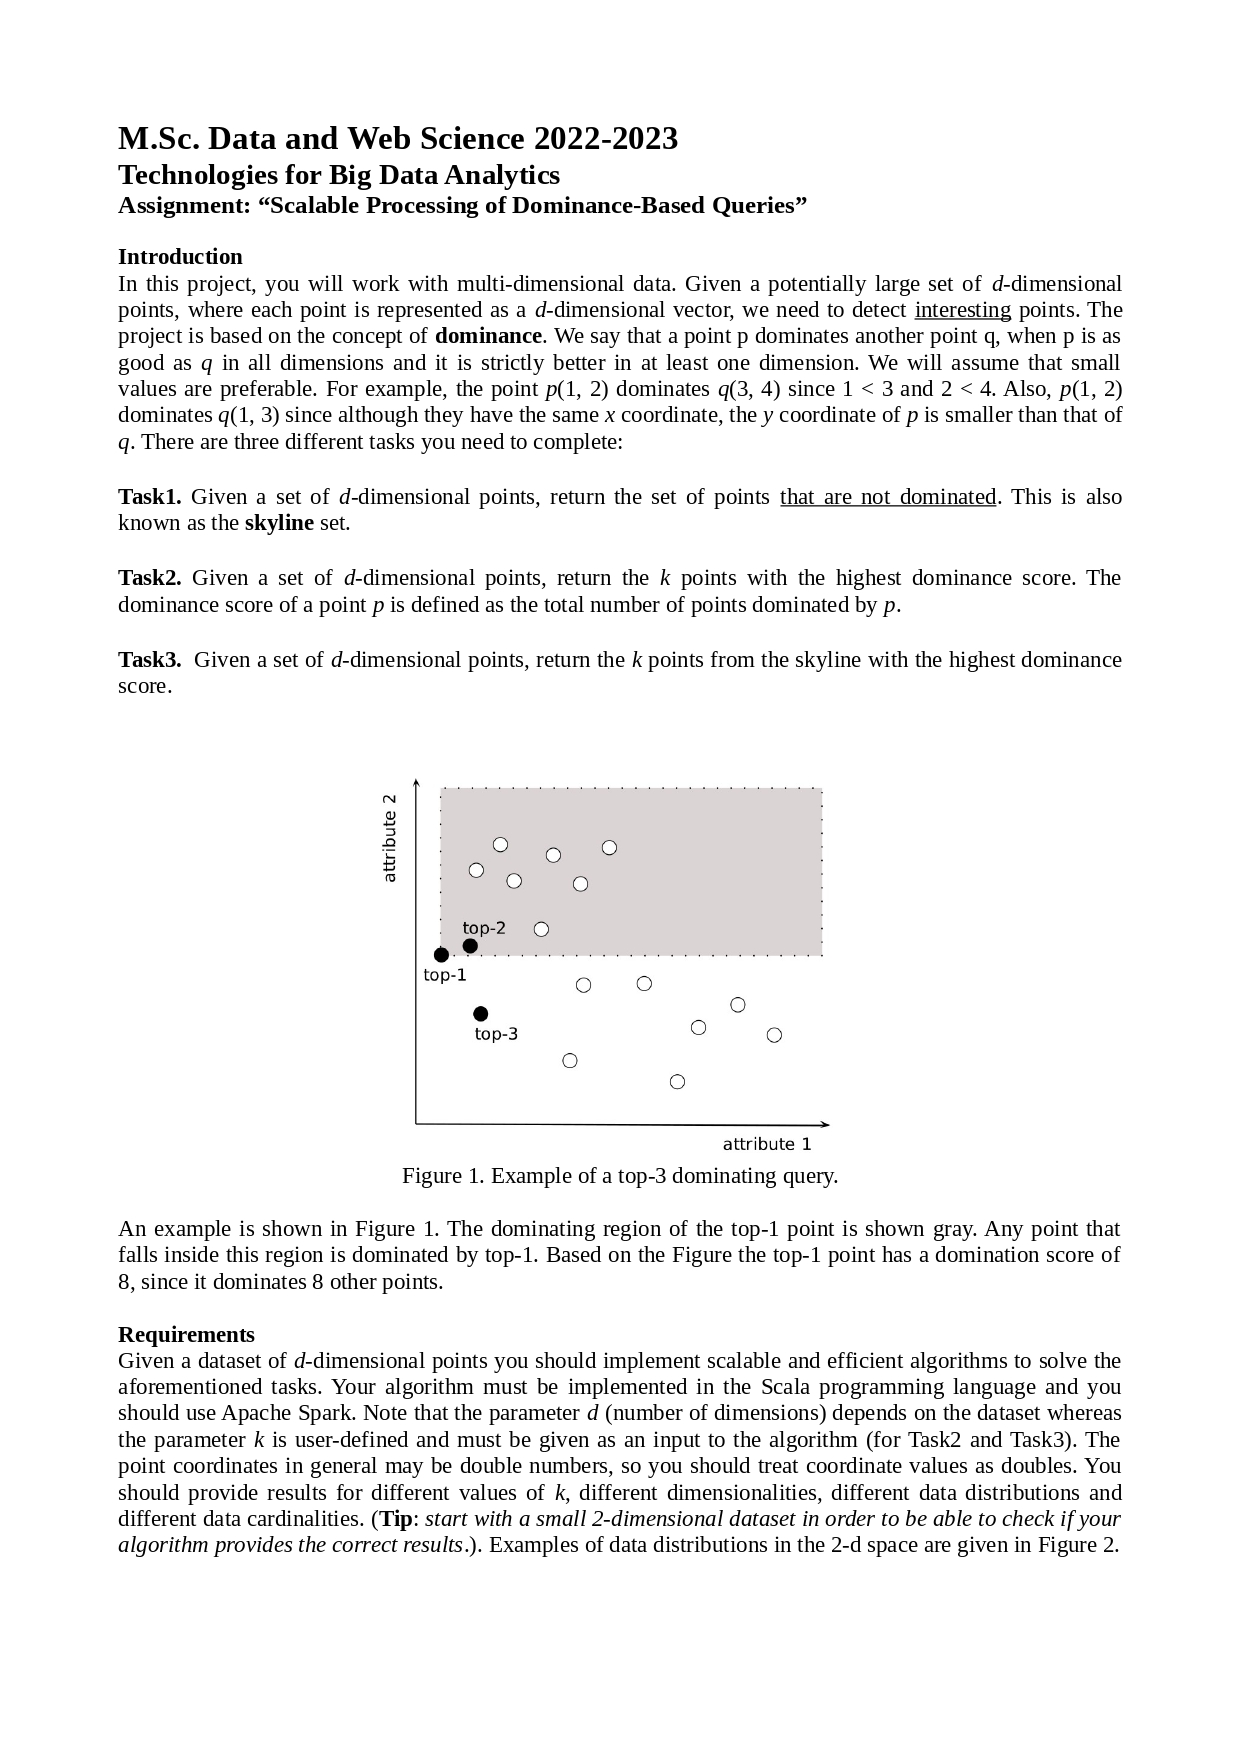 M.Sc. Data and Web Science 2022-2023
Technologies for Big Data Analytics
Assignment: “Scalable Processing of Dominance-Based Queries”
Introduction
In this project, you will work with multi-dimensional data. Given a potentially large set of d-dimensional
points, where each point is represented as a d-dimensional vector, we need to detect interesting points. The
project is based on the concept of dominance. We say that a point p dominates another point q, when p is as
good as q in all dimensions and it is strictly better in at least one dimension. We will assume that small
values are preferable. For example, the point p(1, 2) dominates q(3, 4) since 1 < 3 and 2 < 4. Also, p(1, 2)
dominates q(1, 3) since although they have the same x coordinate, the y coordinate of p is smaller than that of
q. There are three different tasks you need to complete:
Task1. Given a set of d-dimensional points, return the set of points that are not dominated. This is also
known as the skyline set.
Task2. Given a set of d-dimensional points, return the k points with the highest dominance score. The
dominance score of a point p is defined as the total number of points dominated by p.
Task3. Given a set of d-dimensional points, return the k points from the skyline with the highest dominance
score.
attribute 2
top-2
top-1
top-3
attribute 1
Figure 1. Example of a top-3 dominating query.
An example is shown in Figure 1. The dominating region of the top-1 point is shown gray. Any point that
falls inside this region is dominated by top-1. Based on the Figure the top-1 point has a domination score of
8, since it dominates 8 other points.
Requirements
Given a dataset of d-dimensional points you should implement scalable and efficient algorithms to solve the
aforementioned tasks. Your algorithm must be implemented in the Scala programming language and you
should use Apache Spark. Note that the parameter d (number of dimensions) depends on the dataset whereas
the parameter k is user-defined and must be given as an input to the algorithm (for Task2 and Task3). The
point coordinates in general may be double numbers, so you should treat coordinate values as doubles. You
should provide results for different values of k, different dimensionalities, different data distributions and
different data cardinalities. (Tip: start with a small 2-dimensional dataset in order to be able to check if your
algorithm provides the correct results.). Examples of data distributions in the 2-d space are given in Figure 2.